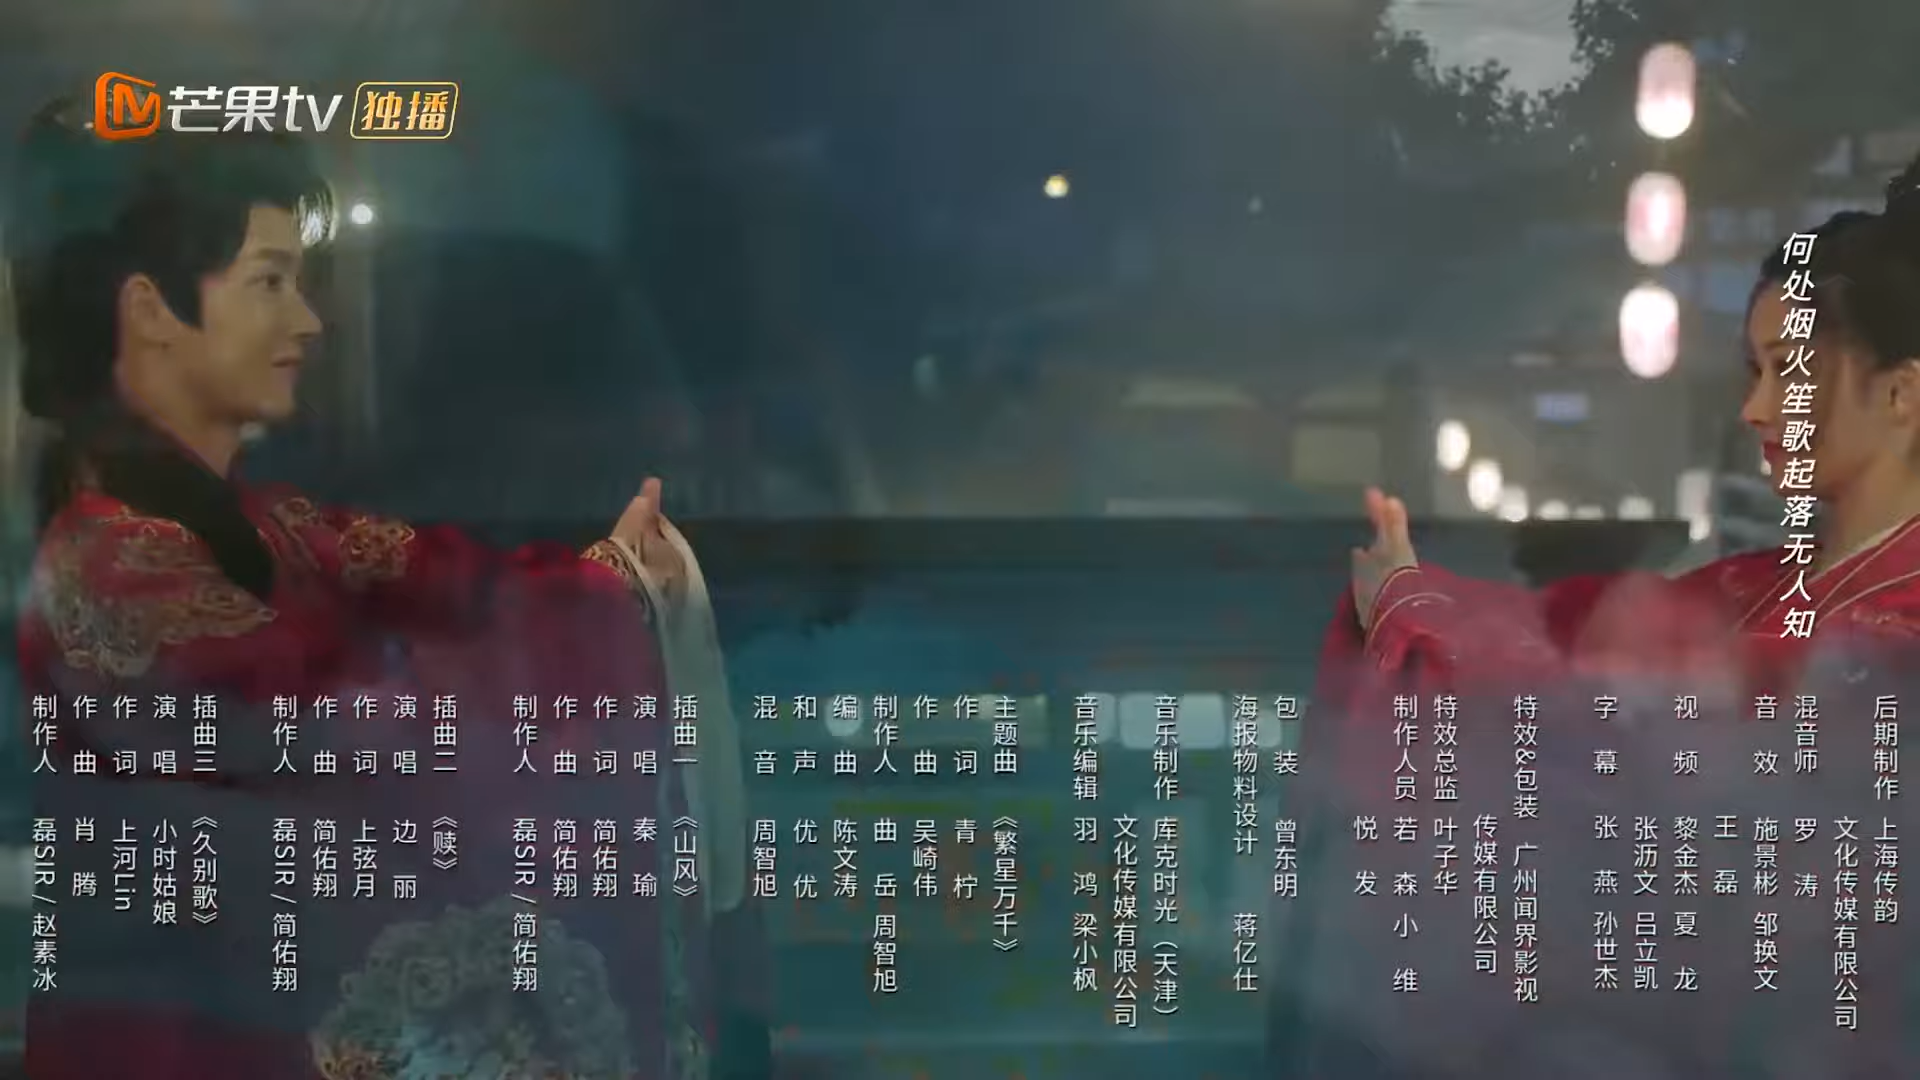 芒果tv 独播
何处烟火笙歌起落无人知
后期制作 上海传韵
文化传媒有限公司
混音师 罗涛
音效 施景彬 邹换文
王磊
视频 黎金杰 夏龙
张沥文 吕立凯
字幕 张燕 孙世杰
特效&包装 广州闻界影视
传媒有限公司
特效总监 叶子华
制作人员 若森 小维
悦发
包装 曾东明
海报物料设计 蒋亿仕
音乐制作 库克时光（天津）
文化传媒有限公司
音乐编辑 羽鸿 梁小枫
主题曲 《繁星万千》
作词 青柠
作曲 吴崎伟
制作人 曲岳 周智旭
编曲 陈文涛
和声 优优
混音 周智旭
插曲一 《山风》
演唱 秦瑜
作词 简佑翔
作曲 简佑翔
制作人 磊SIR / 简佑翔
插曲二 《赎》
演唱 边丽
作词 上弦月
作曲 简佑翔
制作人 磊SIR / 简佑翔
插曲三 《久别歌》
演唱 小时姑娘
作词 上河Lin
作曲 肖腾
制作人 磊SIR / 赵素冰